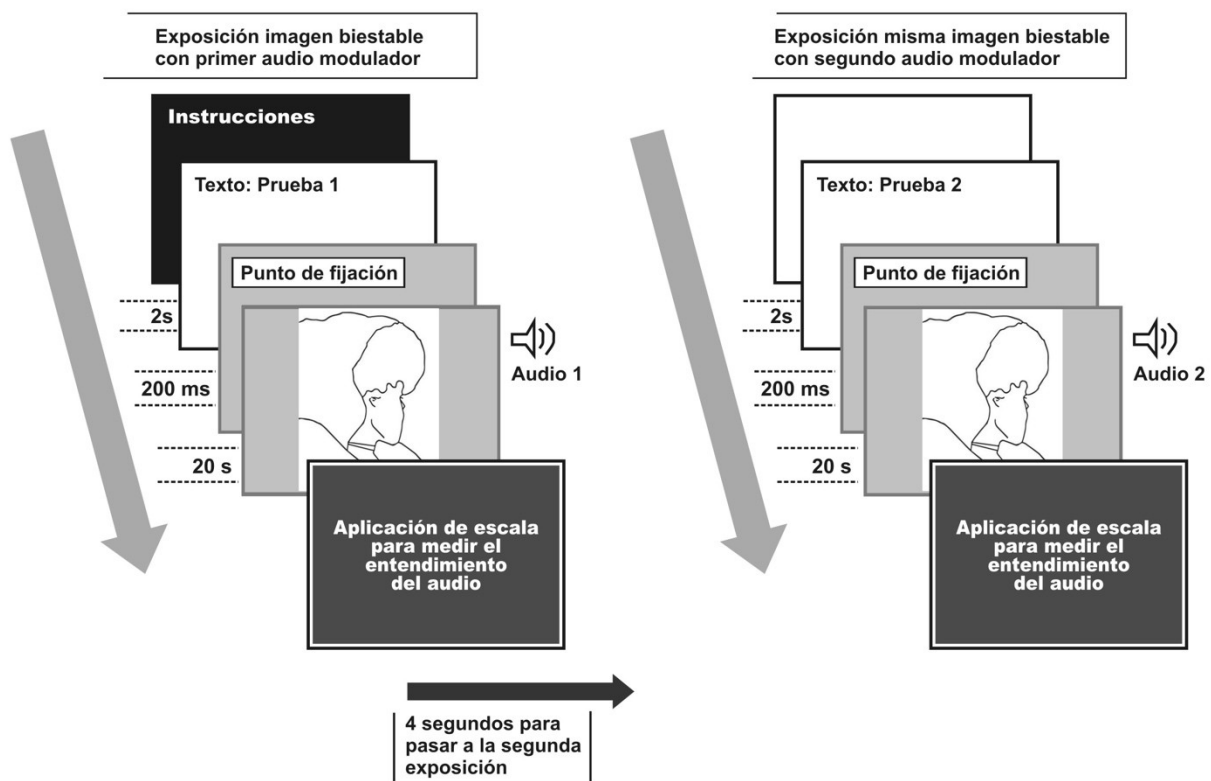 Exposición imagen biestable
con primer audio modulador
Instrucciones
Texto: Prueba 1
Punto de fijación
2s
200 ms
20 s
Audio 1
Aplicación de escala
para medir el
entendimiento
del audio
4 segundos para
pasar a la segunda
exposición
Exposición misma imagen biestable
con segundo audio modulador
Texto: Prueba 2
Punto de fijación
2s
200 ms
20 s
Audio 2
Aplicación de escala
para medir el
entendimiento
del audio